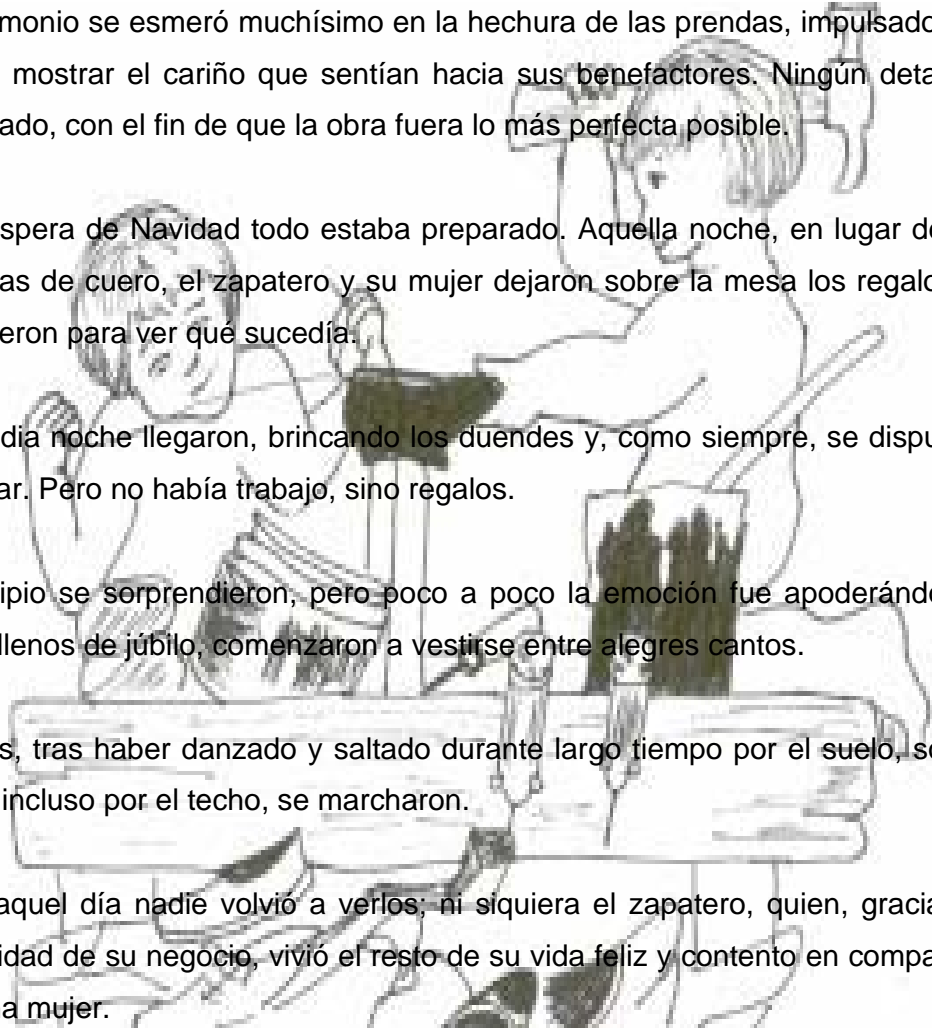 monio se esmeró muchísimo en la hechura de las prendas, impulsado
mostrar el cariño que sentían hacia sus benefactores. Ningún deta
ado, con el fin de que la obra fuera lo más perfecta posible.
spera de Navidad todo estaba preparado. Aquella noche, en lugar de
as de cuero, el zapatero y su mujer dejaron sobre la mesa los regalo
eron para ver qué sucedía.
dia noche llegaron, brincando los duendes y, como siempre, se dispu
ar. Pero no había trabajo, sino regalos.
ipio se sorprendieron, pero poco a poco la emoción fue apoderándo
llenos de júbilo, comenzaron a vestirse entre alegres cantos.
s, tras haber danzado y saltado durante largo tiempo por el suelo, so
incluso por el techo, se marcharon.
aquel día nadie volvió a verlos; ni siquiera el zapatero, quien, gracia
idad de su negocio, vivió el resto de su vida feliz y contento en compa
a mujer.